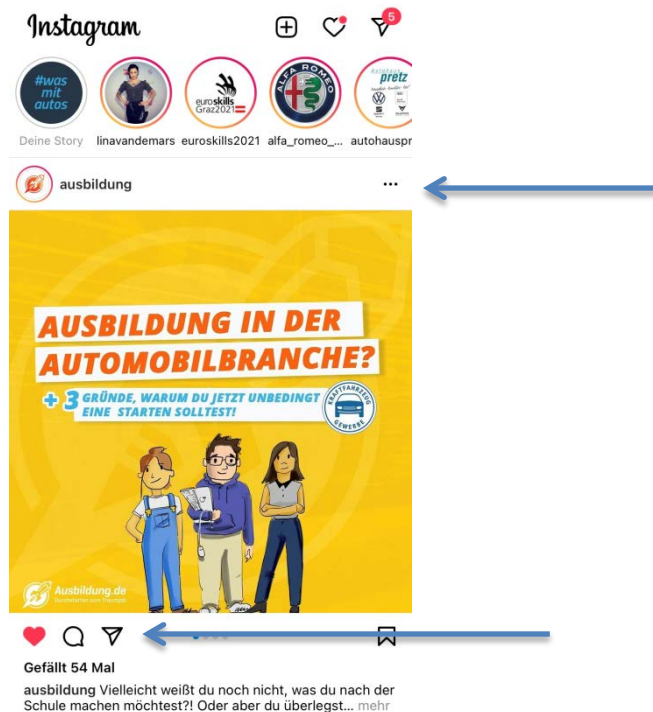 Instagram
5
#was
mit
autos
euroskills
Graz2021
ALFA ROMEO
pretz
Deine Story
linavandemars
euroskills2021
alfa_romeo_...
autohauspr
ausbildung
AUSBILDUNG IN DER
AUTOMOBILBRANCHE?
+ 3 GRÜNDE, WARUM DU JETZT UNBEDINGT
EINE STARTEN SOLLTEST!
KRAFTFAHRZEUG
GEWERBE
Ausbildung.de
Gefällt 54 Mal
ausbildung Vielleicht weißt du noch nicht, was du nach der
Schule machen möchtest?! Oder aber du überlegst... mehr